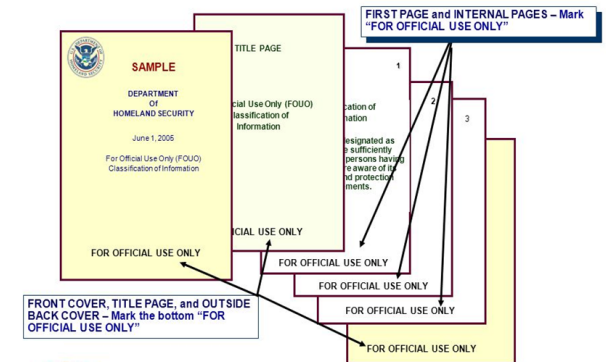 FIRST PAGE and INTERNAL PAGES – Mark
"FOR OFFICIAL USE ONLY"
SAMPLE
DEPARTMENT
Of
HOMELAND SECURITY
June 1, 2005
For Official Use Only (FOUO)
Classification of Information
FOR OFFICIAL USE ONLY
TITLE PAGE
cial Use Only (FOUO)
lassification of
Information
ICIAL USE ONLY
1
ication of
mation
esignated as
e sufficiently
persons having
re aware of its
nd protection
ments.
FOR OFFICIAL USE ONLY
2
FOR OFFICIAL USE ONLY
3
FOR OFFICIAL USE ONLY
FOR OFFICIAL USE ONLY
FRONT COVER, TITLE PAGE, and OUTSIDE
BACK COVER – Mark the bottom "FOR
OFFICIAL USE ONLY"